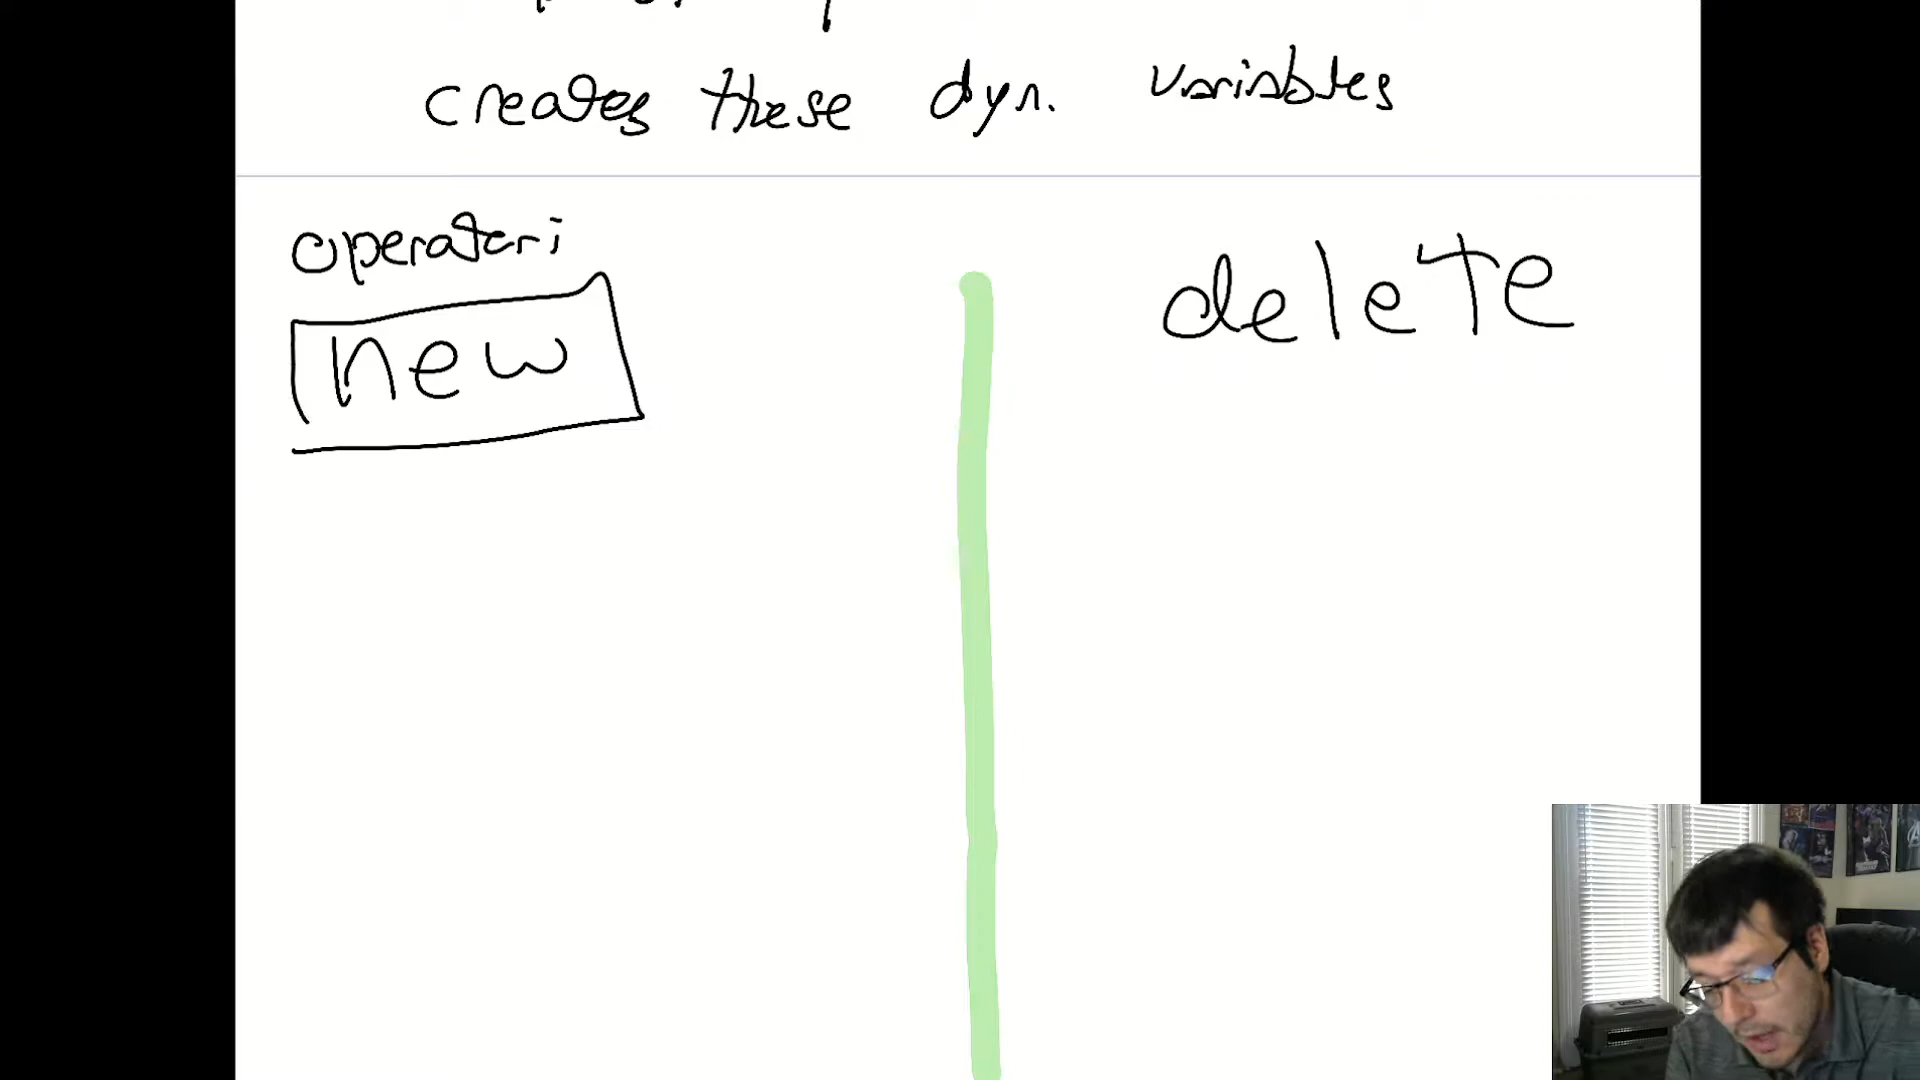 creates these dyn. variables
operator:
new
delete